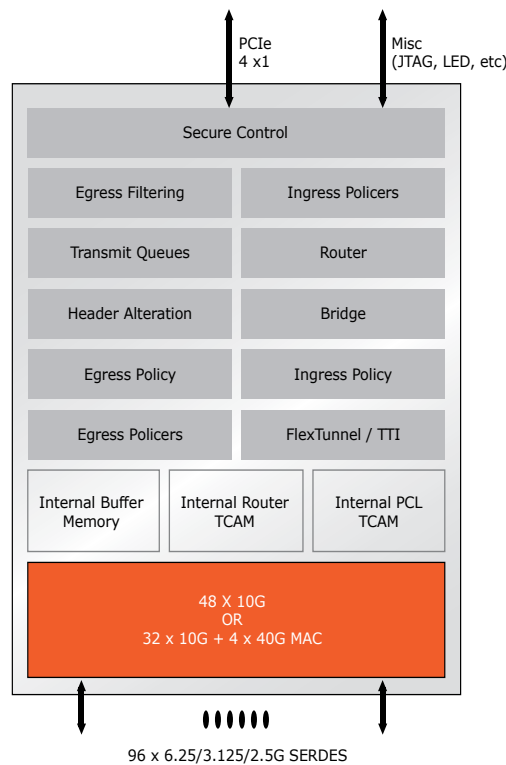 PCIe
4 x1
Misc
(JTAG, LED, etc)
Secure Control
Egress Filtering
Ingress Policers
Transmit Queues
Router
Header Alteration
Bridge
Egress Policy
Ingress Policy
Egress Policers
FlexTunnel / TTI
Internal Buffer
Memory
Internal Router
TCAM
Internal PCL
TCAM
48 X 10G
OR
32 x 10G + 4 x 40G MAC
96 x 6.25/3.125/2.5G SERDES